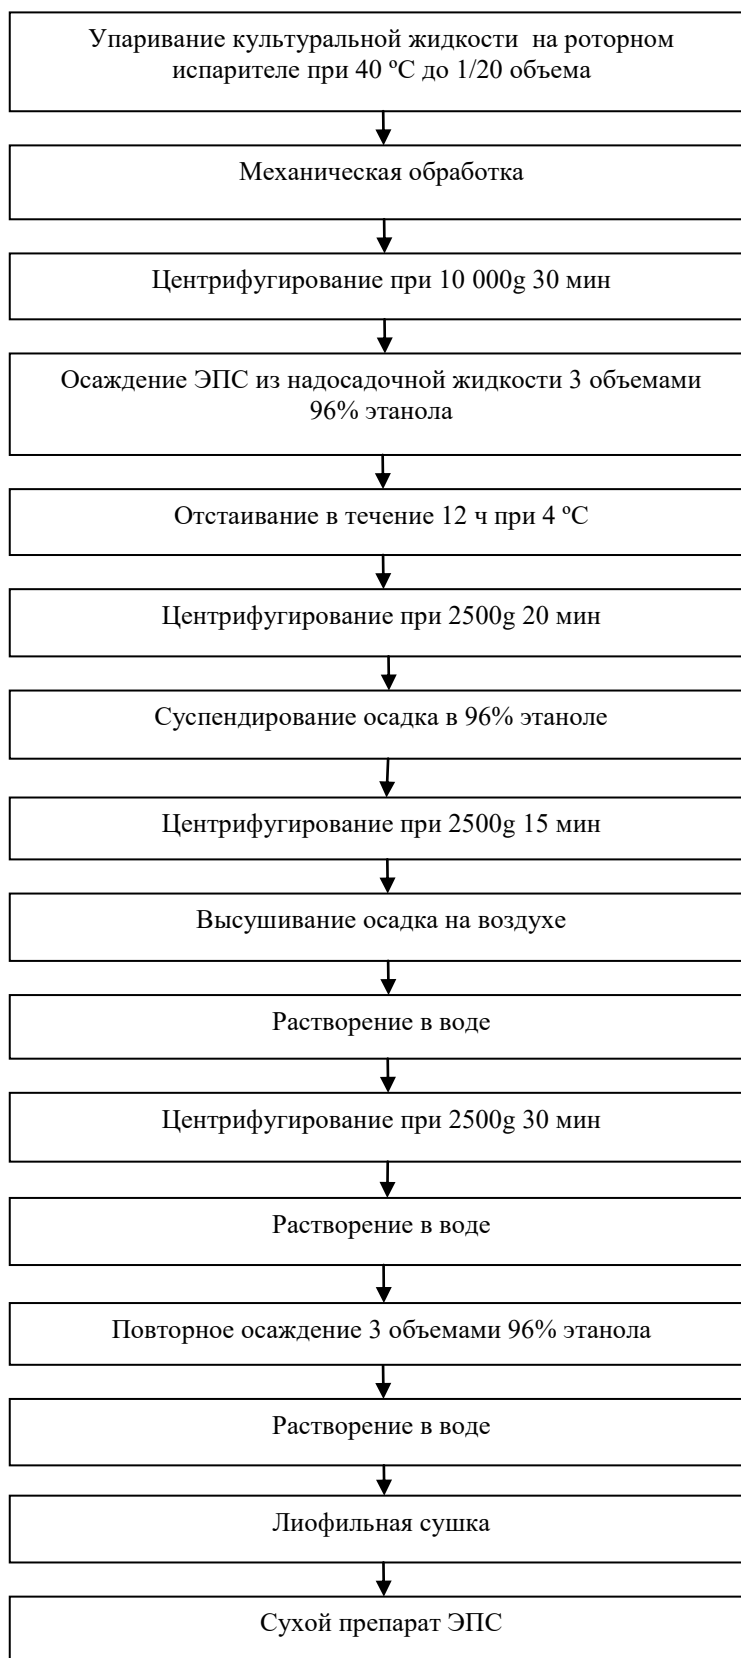 Упаривание культуральной жидкости на роторном
испарителе при 40 ºС до 1/20 объема
Механическая обработка
Центрифугирование при 10 000g 30 мин
Осаждение ЭПС из надосадочной жидкости 3 объемами
96% этанола
Отстаивание в течение 12 ч при 4 ºС
Центрифугирование при 2500g 20 мин
Суспендирование осадка в 96% этаноле
Центрифугирование при 2500g 15 мин
Высушивание осадка на воздухе
Растворение в воде
Центрифугирование при 2500g 30 мин
Растворение в воде
Повторное осаждение 3 объемами 96% этанола
Растворение в воде
Лиофильная сушка
Сухой препарат ЭПС